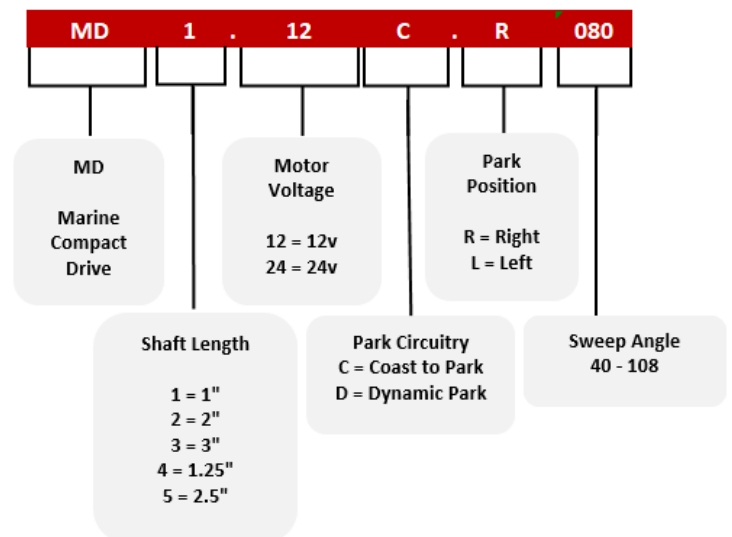 MD 1 . 12 C . R 080
MD
Marine
Compact
Drive
Motor
Voltage
12 = 12v
24 = 24v
Park
Position
R = Right
L = Left
Shaft Length
1 = 1"
2 = 2"
3 = 3"
4 = 1.25"
5 = 2.5"
Park Circuitry
C = Coast to Park
D = Dynamic Park
Sweep Angle
40 - 108